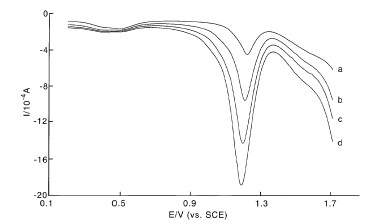 0
-4
-8
-12
-16
-20
I/10⁻⁴A
a
b
c
d
0.1 0.5 0.9 1.3 1.7
E/V (vs. SCE)